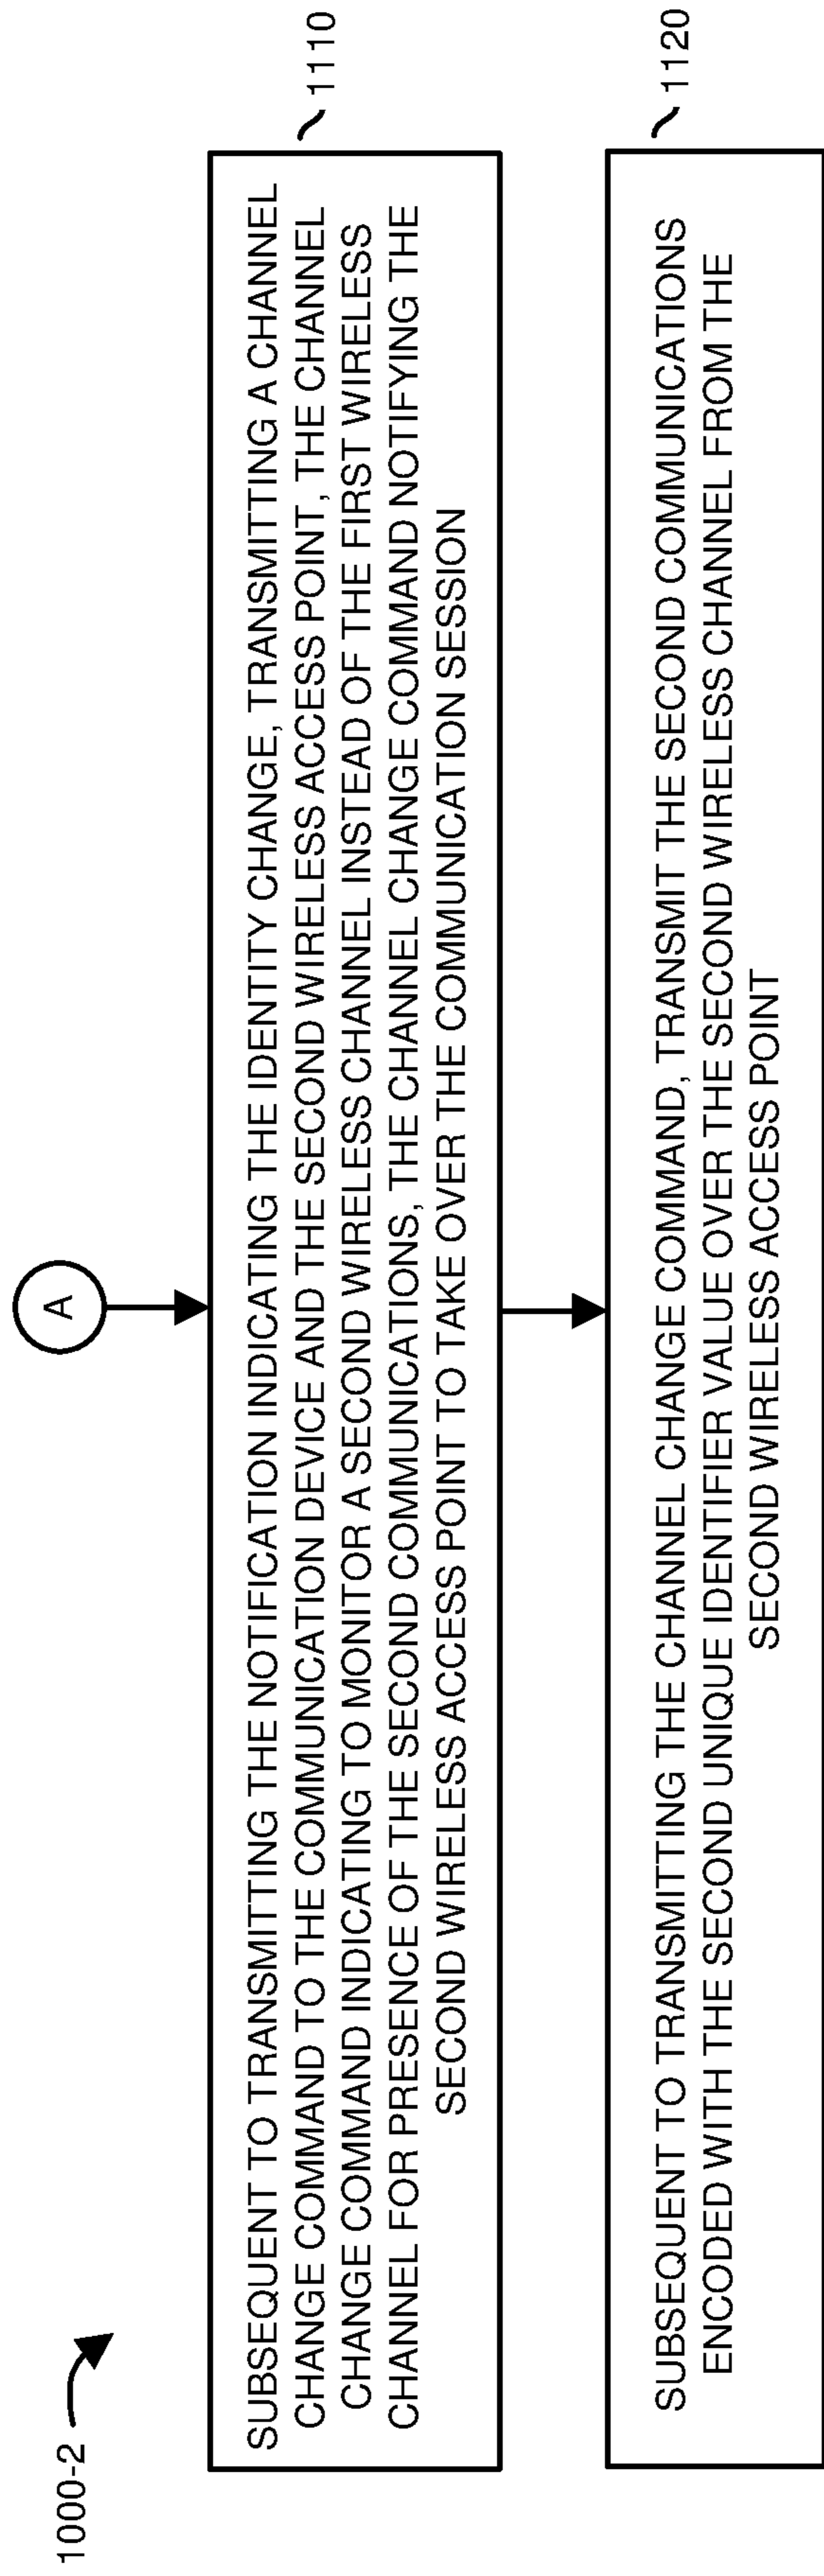 1000-2
A
1110
SUBSEQUENT TO TRANSMITTING THE NOTIFICATION INDICATING THE IDENTITY CHANGE, TRANSMITTING A CHANNEL
CHANGE COMMAND TO THE COMMUNICATION DEVICE AND THE SECOND WIRELESS ACCESS POINT, THE CHANNEL
CHANGE COMMAND INDICATING TO MONITOR A SECOND WIRELESS CHANNEL INSTEAD OF THE FIRST WIRELESS
CHANNEL FOR PRESENCE OF THE SECOND COMMUNICATIONS, THE CHANNEL CHANGE COMMAND NOTIFYING THE
SECOND WIRELESS ACCESS POINT TO TAKE OVER THE COMMUNICATION SESSION
1120
SUBSEQUENT TO TRANSMITTING THE CHANNEL CHANGE COMMAND, TRANSMIT THE SECOND COMMUNICATIONS
ENCODED WITH THE SECOND UNIQUE IDENTIFIER VALUE OVER THE SECOND WIRELESS CHANNEL FROM THE
SECOND WIRELESS ACCESS POINT